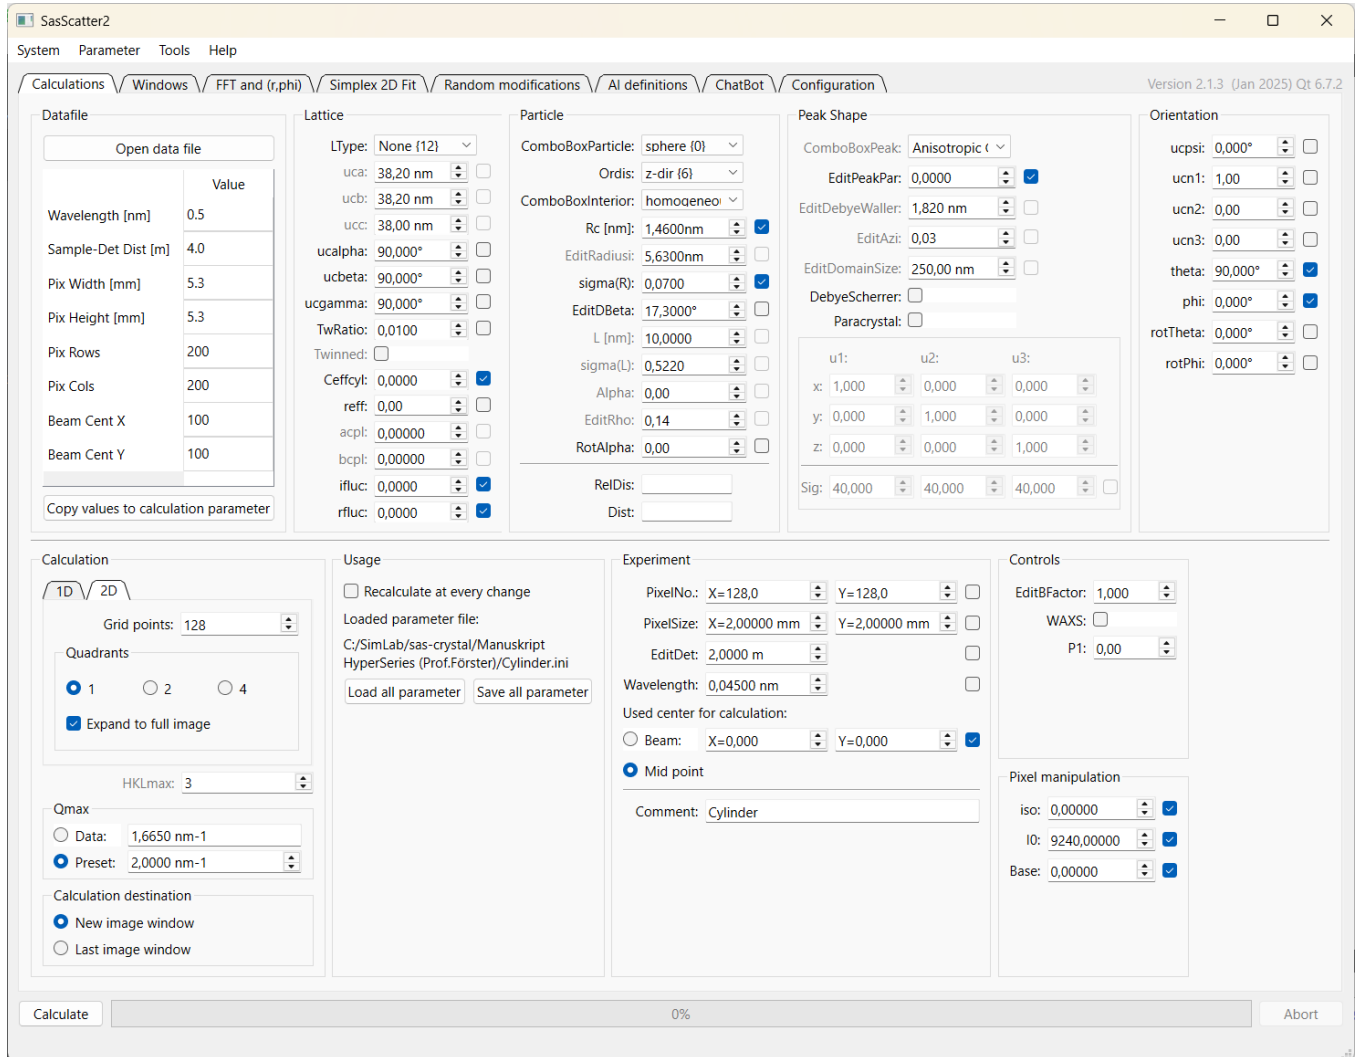 SasScatter2
System Parameter Tools Help
Calculations Windows FFT and (r,phi) Simplex 2D Fit Random modifications AI definitions ChatBot Configuration Version 2.1.3 (Jan 2025) Qt 6.7.2
Datafile
Open data file
Value
Wavelength [nm] 0.5
Sample-Det Dist [m] 4.0
Pix Width [mm] 5.3
Pix Height [mm] 5.3
Pix Rows 200
Pix Cols 200
Beam Cent X 100
Beam Cent Y 100
Copy values to calculation parameter
Lattice
LType: None {12}
uca: 38,20 nm
ucb: 38,20 nm
ucc: 38,00 nm
ucalpha: 90,000°
ucbeta: 90,000°
ucgamma: 90,000°
TwRatio: 0,0100
Twinned:
Ceffcyl: 0,0000
reff: 0,00
acpl: 0,00000
bcpl: 0,00000
ifluc: 0,0000
rfluc: 0,0000
Particle
ComboBoxParticle: sphere {0}
Ordis: z-dir {6}
ComboBoxInterior: homogeneou
Rc [nm]: 1,4600nm
EditRadiusi: 5,6300nm
sigma(R): 0,0700
EditDBeta: 17,3000°
L [nm]: 10,0000
sigma(L): 0,5220
Alpha: 0,00
EditRho: 0,14
RotAlpha: 0,00
RelDis:
Dist:
Peak Shape
ComboBoxPeak: Anisotropic (
EditPeakPar: 0,0000
EditDebyeWaller: 1,820 nm
EditAzi: 0,03
EditDomainSize: 250,00 nm
DebyeScherrer:
Paracrystal:
u1: u2: u3:
x: 1,000 0,000 0,000
y: 0,000 1,000 0,000
z: 0,000 0,000 1,000
Sig: 40,000 40,000 40,000
Orientation
ucpsi: 0,000°
ucn1: 1,00
ucn2: 0,00
ucn3: 0,00
theta: 90,000°
phi: 0,000°
rotTheta: 0,000°
rotPhi: 0,000°
Calculation
1D 2D
Grid points: 128
Quadrants
1 2 4
Expand to full image
HKLmax: 3
Qmax
Data: 1,6650 nm-1
Preset: 2,0000 nm-1
Calculation destination
New image window
Last image window
Usage
Recalculate at every change
Loaded parameter file:
C:/SimLab/sas-crystal/Manuskript
HyperSeries (Prof.Förster)/Cylinder.ini
Load all parameter Save all parameter
Experiment
PixelNo.: X=128,0 Y=128,0
PixelSize: X=2,00000 mm Y=2,00000 mm
EditDet: 2,0000 m
Wavelength: 0,04500 nm
Used center for calculation:
Beam: X=0,000 Y=0,000
Mid point
Comment: Cylinder
Controls
EditBFactor: 1,000
WAXS:
P1: 0,00
Pixel manipulation
iso: 0,00000
I0: 9240,00000
Base: 0,00000
Calculate 0% Abort